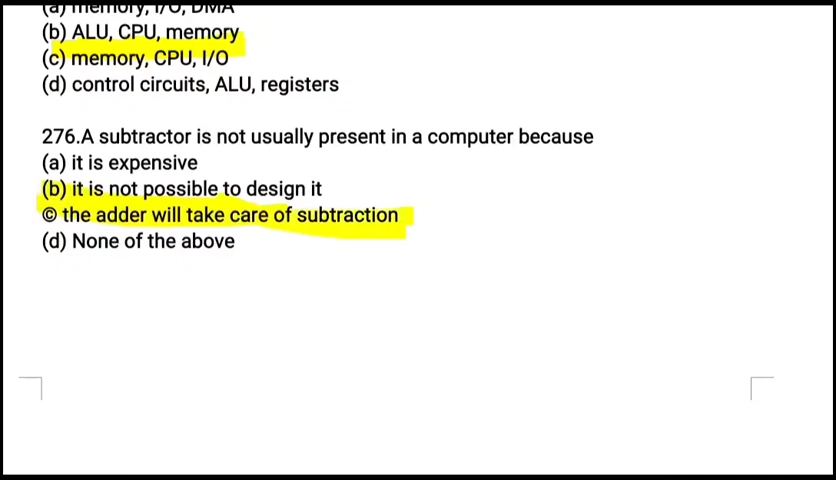 (a) memory, I/O, DMA
(b) ALU, CPU, memory
(c) memory, CPU, I/O
(d) control circuits, ALU, registers
276.A subtractor is not usually present in a computer because
(a) it is expensive
(b) it is not possible to design it
© the adder will take care of subtraction
(d) None of the above